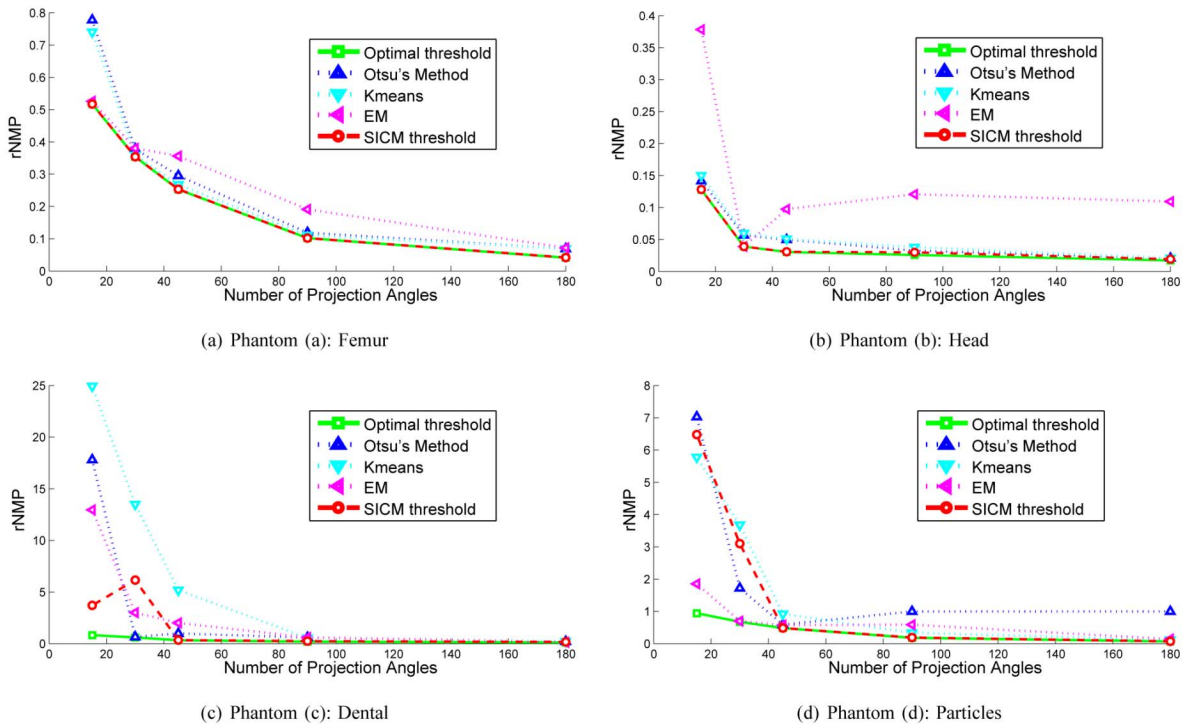 0.8
0.7
0.6
0.5
0.4
0.3
0.2
0.1
0
rNMP
Optimal threshold
Otsu's Method
Kmeans
EM
SICM threshold
0 20 40 60 80 100 120 140 160 180
Number of Projection Angles
(a) Phantom (a): Femur
0.4
0.35
0.3
0.25
0.2
0.15
0.1
0.05
0
rNMP
Optimal threshold
Otsu's Method
Kmeans
EM
SICM threshold
0 20 40 60 80 100 120 140 160 180
Number of Projection Angles
(b) Phantom (b): Head
25
20
15
10
5
0
rNMP
Optimal threshold
Otsu's Method
Kmeans
EM
SICM threshold
0 20 40 60 80 100 120 140 160 180
Number of Projection Angles
(c) Phantom (c): Dental
8
7
6
5
4
3
2
1
0
rNMP
Optimal threshold
Otsu's Method
Kmeans
EM
SICM threshold
0 20 40 60 80 100 120 140 160 180
Number of Projection Angles
(d) Phantom (d): Particles